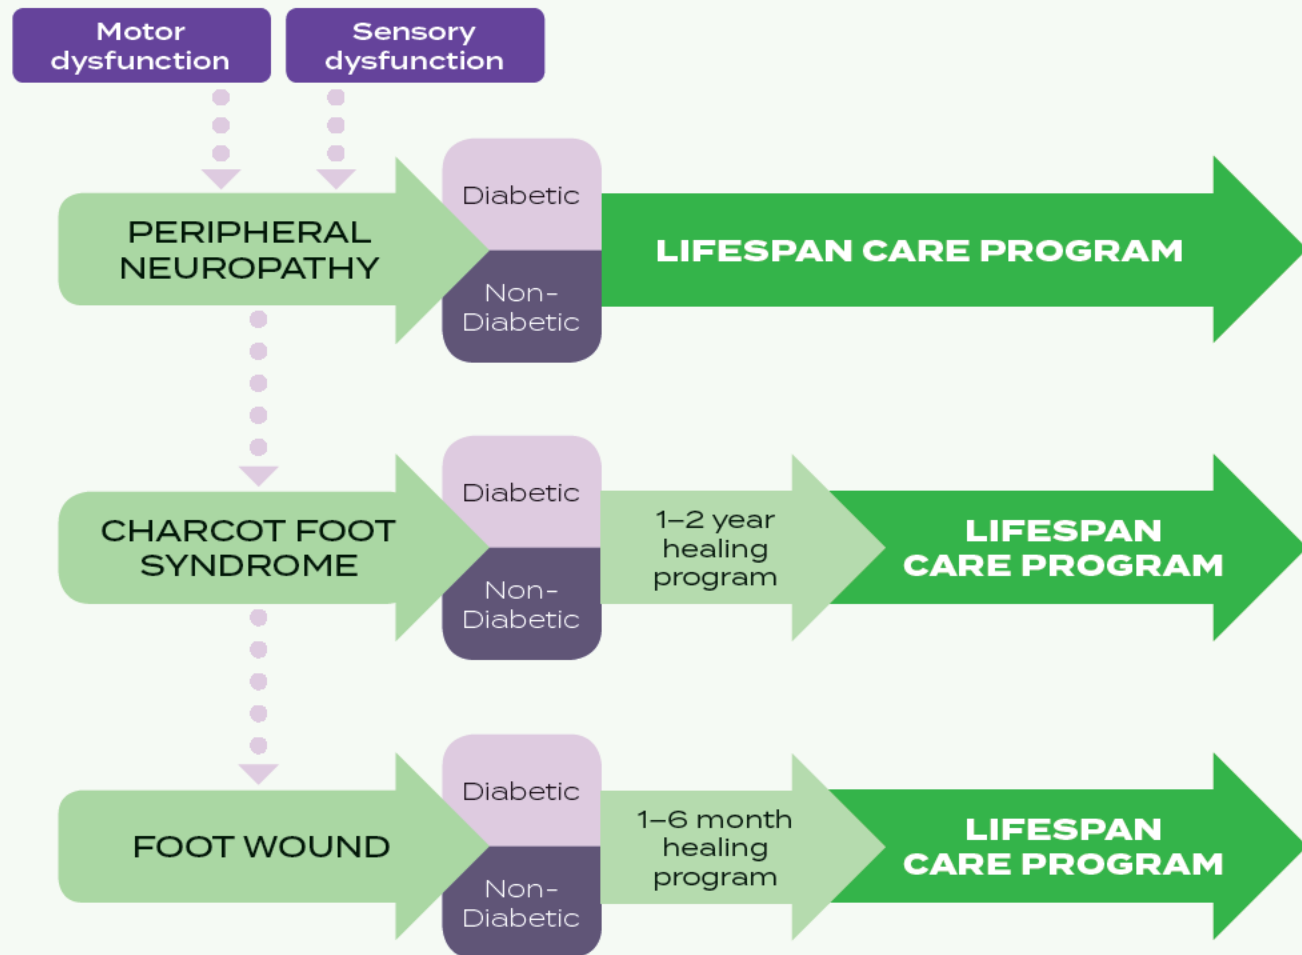 Motor
dysfunction
Sensory
dysfunction
PERIPHERAL
NEUROPATHY
Diabetic
Non-
Diabetic
LIFESPAN CARE PROGRAM
CHARCOT FOOT
SYNDROME
Diabetic
Non-
Diabetic
1–2 year
healing
program
LIFESPAN
CARE PROGRAM
FOOT WOUND
Diabetic
Non-
Diabetic
1–6 month
healing
program
LIFESPAN
CARE PROGRAM